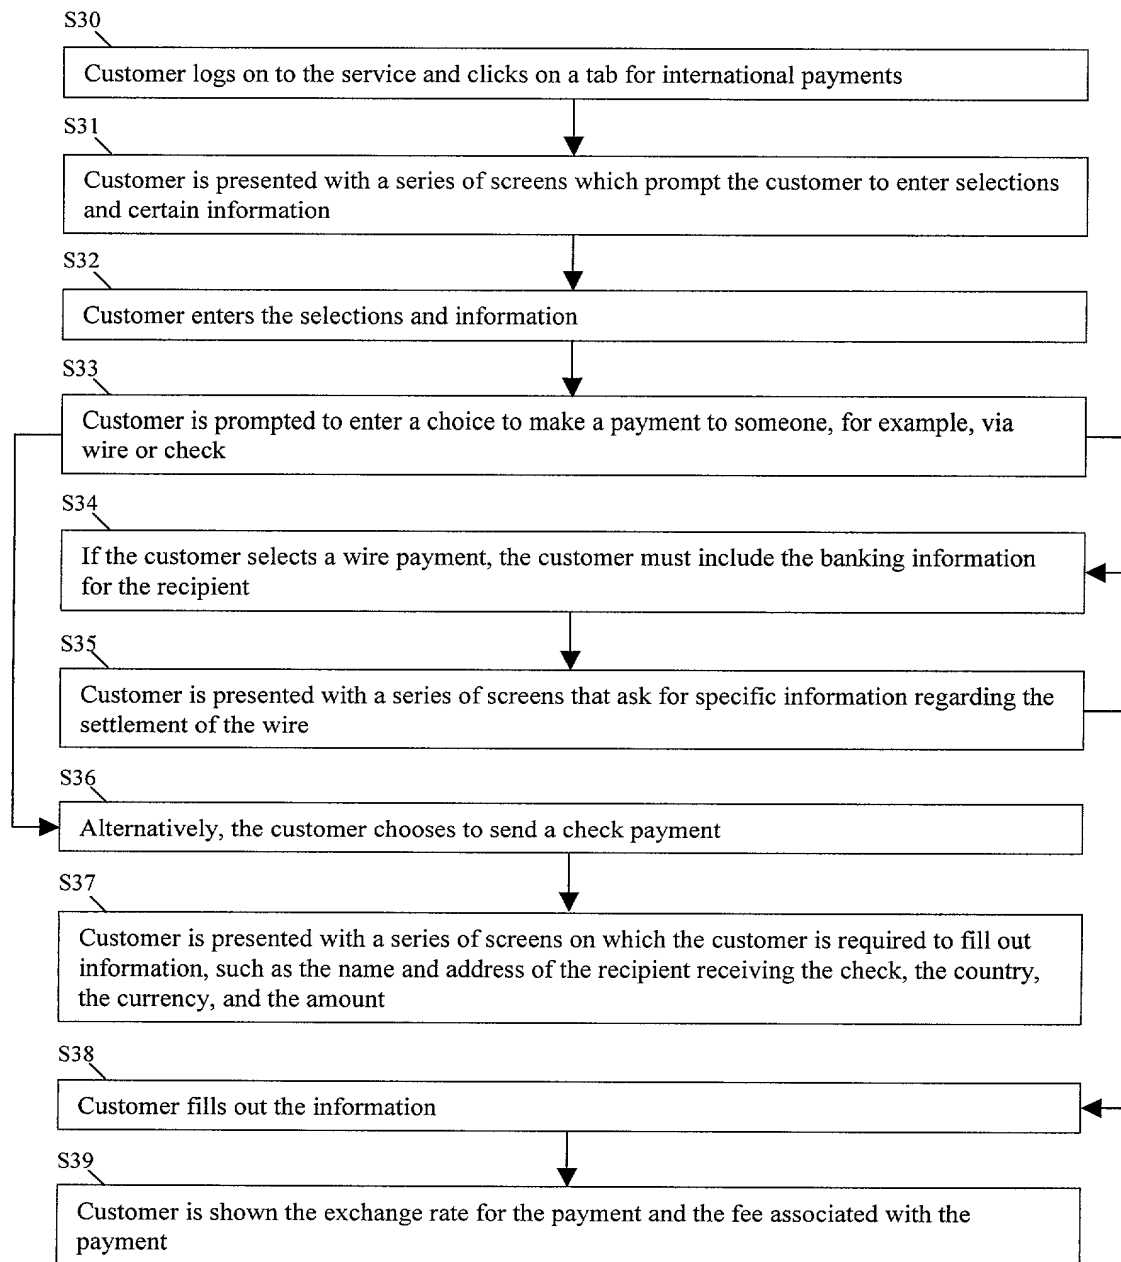 S30
Customer logs on to the service and clicks on a tab for international payments
S31
Customer is presented with a series of screens which prompt the customer to enter selections
and certain information
S32
Customer enters the selections and information
S33
Customer is prompted to enter a choice to make a payment to someone, for example, via
wire or check
S34
If the customer selects a wire payment, the customer must include the banking information
for the recipient
S35
Customer is presented with a series of screens that ask for specific information regarding the
settlement of the wire
S36
Alternatively, the customer chooses to send a check payment
S37
Customer is presented with a series of screens on which the customer is required to fill out
information, such as the name and address of the recipient receiving the check, the country,
the currency, and the amount
S38
Customer fills out the information
S39
Customer is shown the exchange rate for the payment and the fee associated with the
payment